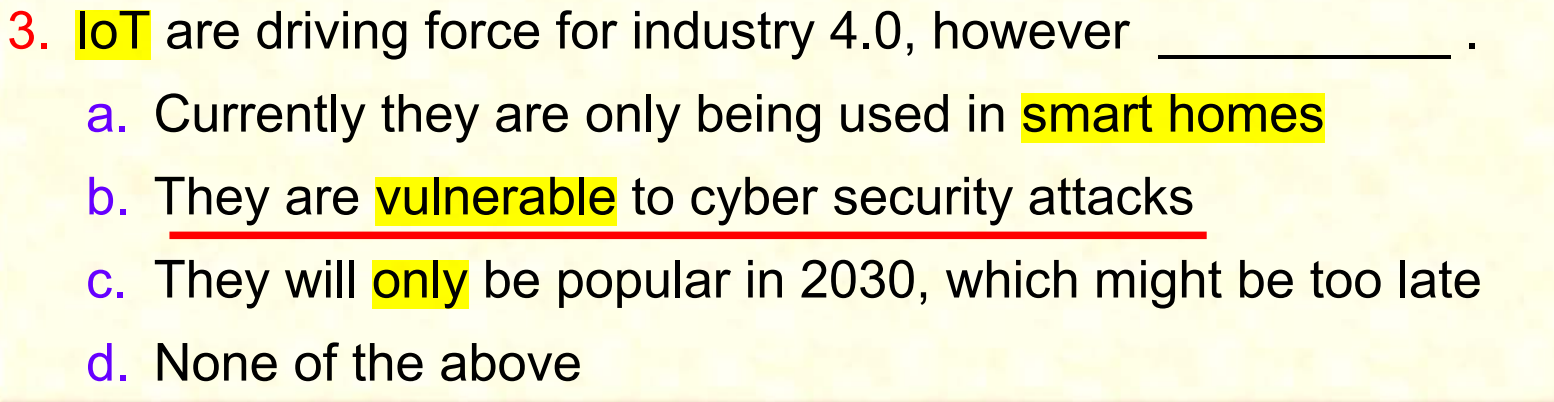 3. IoT are driving force for industry 4.0, however __________ .
a. Currently they are only being used in smart homes
b. They are vulnerable to cyber security attacks
c. They will only be popular in 2030, which might be too late
d. None of the above